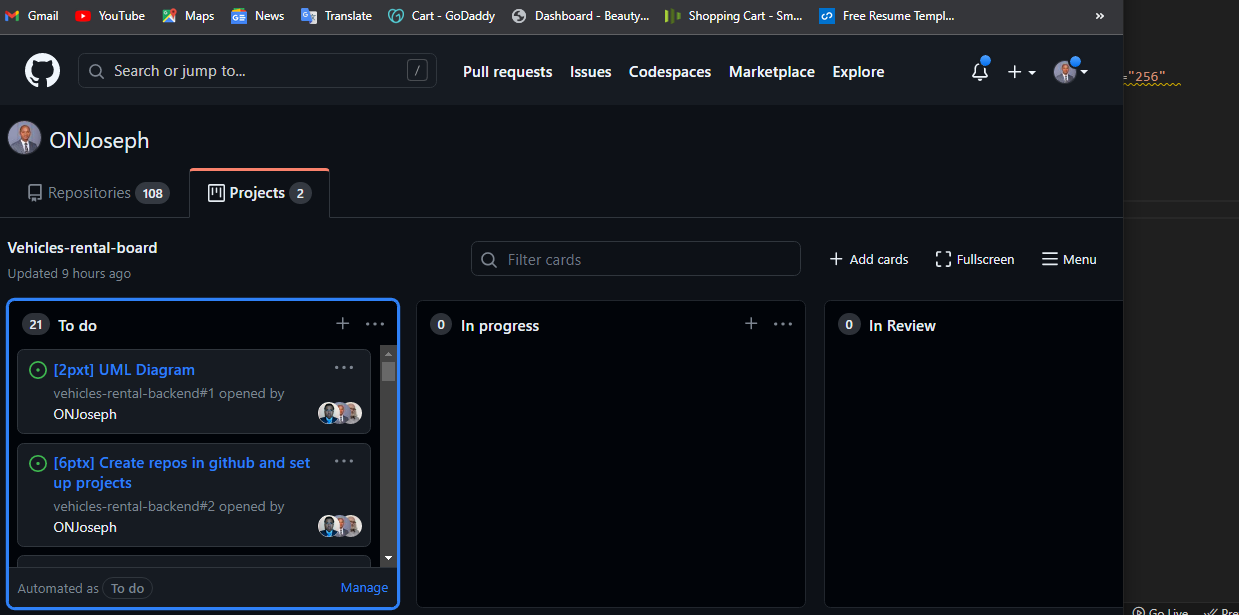 Gmail YouTube Maps News Translate Cart - GoDaddy Dashboard - Beauty... Shopping Cart - Sm... Free Resume Templ... »
Search or jump to... / Pull requests Issues Codespaces Marketplace Explore
="256"
ONJoseph
Repositories 108 Projects 2
Vehicles-rental-board
Updated 9 hours ago
Filter cards
+ Add cards Fullscreen Menu
21 To do
[2pxt] UML Diagram
vehicles-rental-backend#1 opened by
ONJoseph
[6ptx] Create repos in github and set
up projects
vehicles-rental-backend#2 opened by
ONJoseph
Automated as To do Manage
0 In progress
0 In Review
Go Live Pre